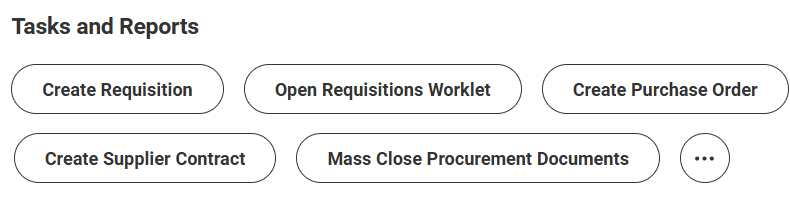 Tasks and Reports
Create Requisition Open Requisitions Worklet Create Purchase Order
Create Supplier Contract Mass Close Procurement Documents ...